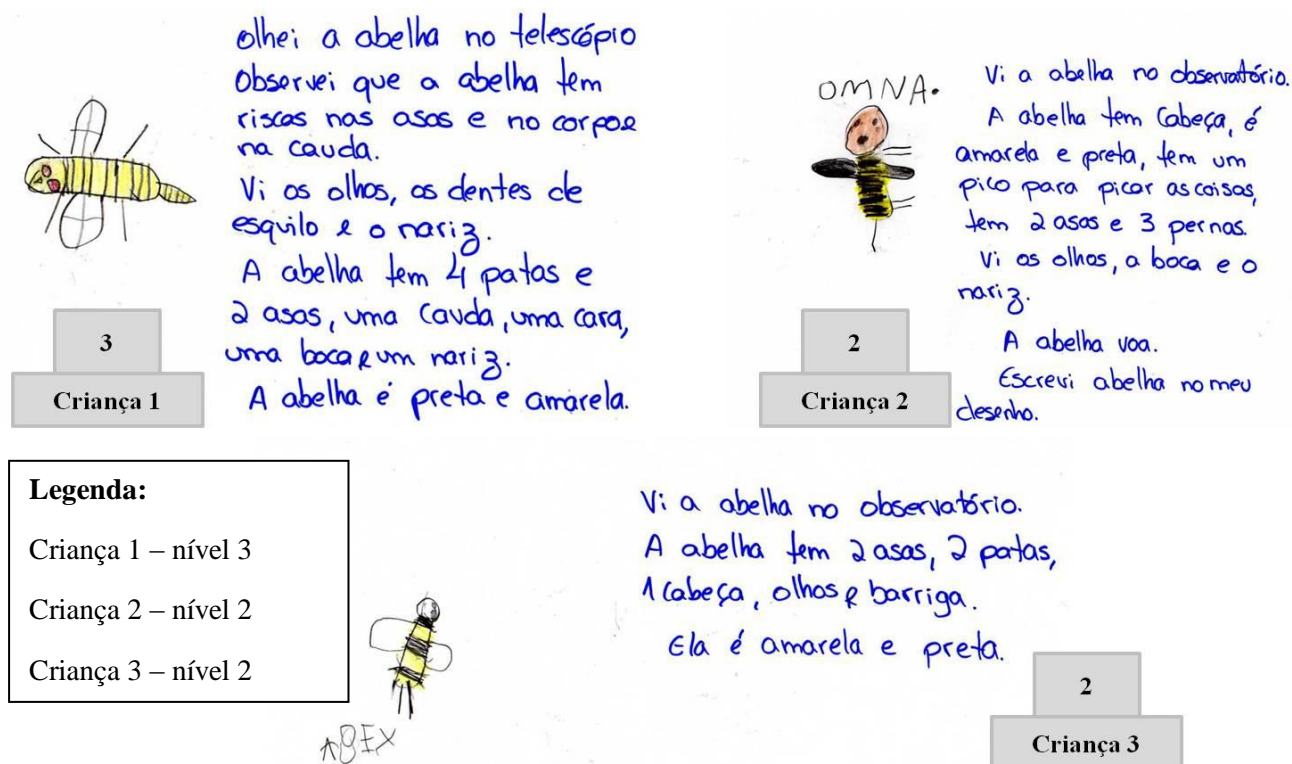 olhei a abelha no telescópio
Observei que a abelha tem
riscas nas asas e no corpo e
na cauda.
Vi os olhos, os dentes de
esquilo e o nariz.
A abelha tem 4 patas e
2 asas, uma cauda, uma cara,
uma boca e um nariz.
A abelha é preta e amarela.
3
Criança 1
OMNA.
Vi a abelha no observatório.
A abelha tem Cabeça, é
amarela e preta, tem um
pico para picar as coisas,
tem 2 asas e 3 pernas.
Vi os olhos, a boca e o
nariz.
A abelha voa.
Escrevi abelha no meu
desenho.
2
Criança 2
Legenda:
Criança 1 – nível 3
Criança 2 – nível 2
Criança 3 – nível 2
Vi a abelha no observatório.
A abelha tem 2 asas, 2 patas,
1 cabeça, olhos e barriga.
Ela é amarela e preta.
ABEX
2
Criança 3